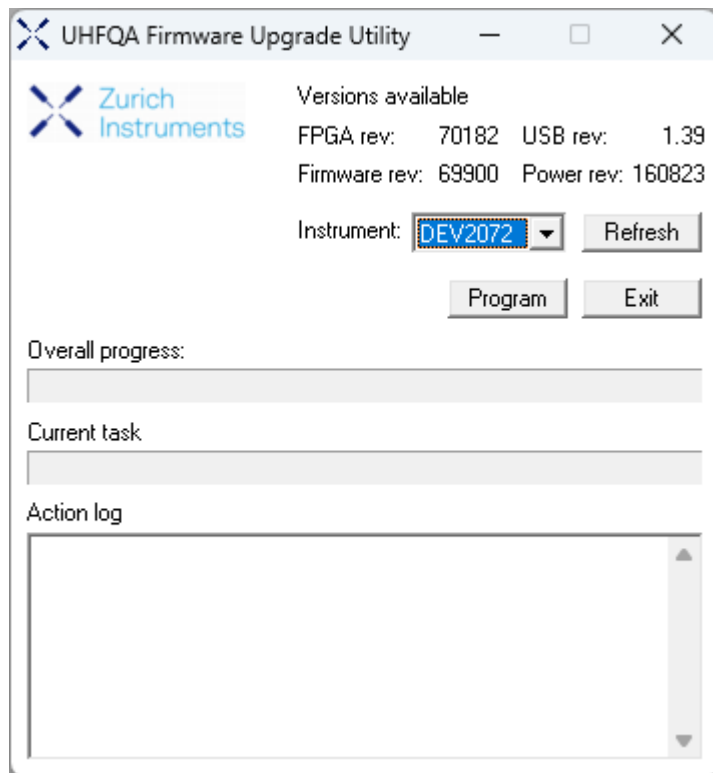 UHFQA Firmware Upgrade Utility
Zurich
Instruments
Versions available
FPGA rev: 70182 USB rev: 1.39
Firmware rev: 69900 Power rev: 160823
Instrument: DEV2072 Refresh
Program Exit
Overall progress:
Current task
Action log